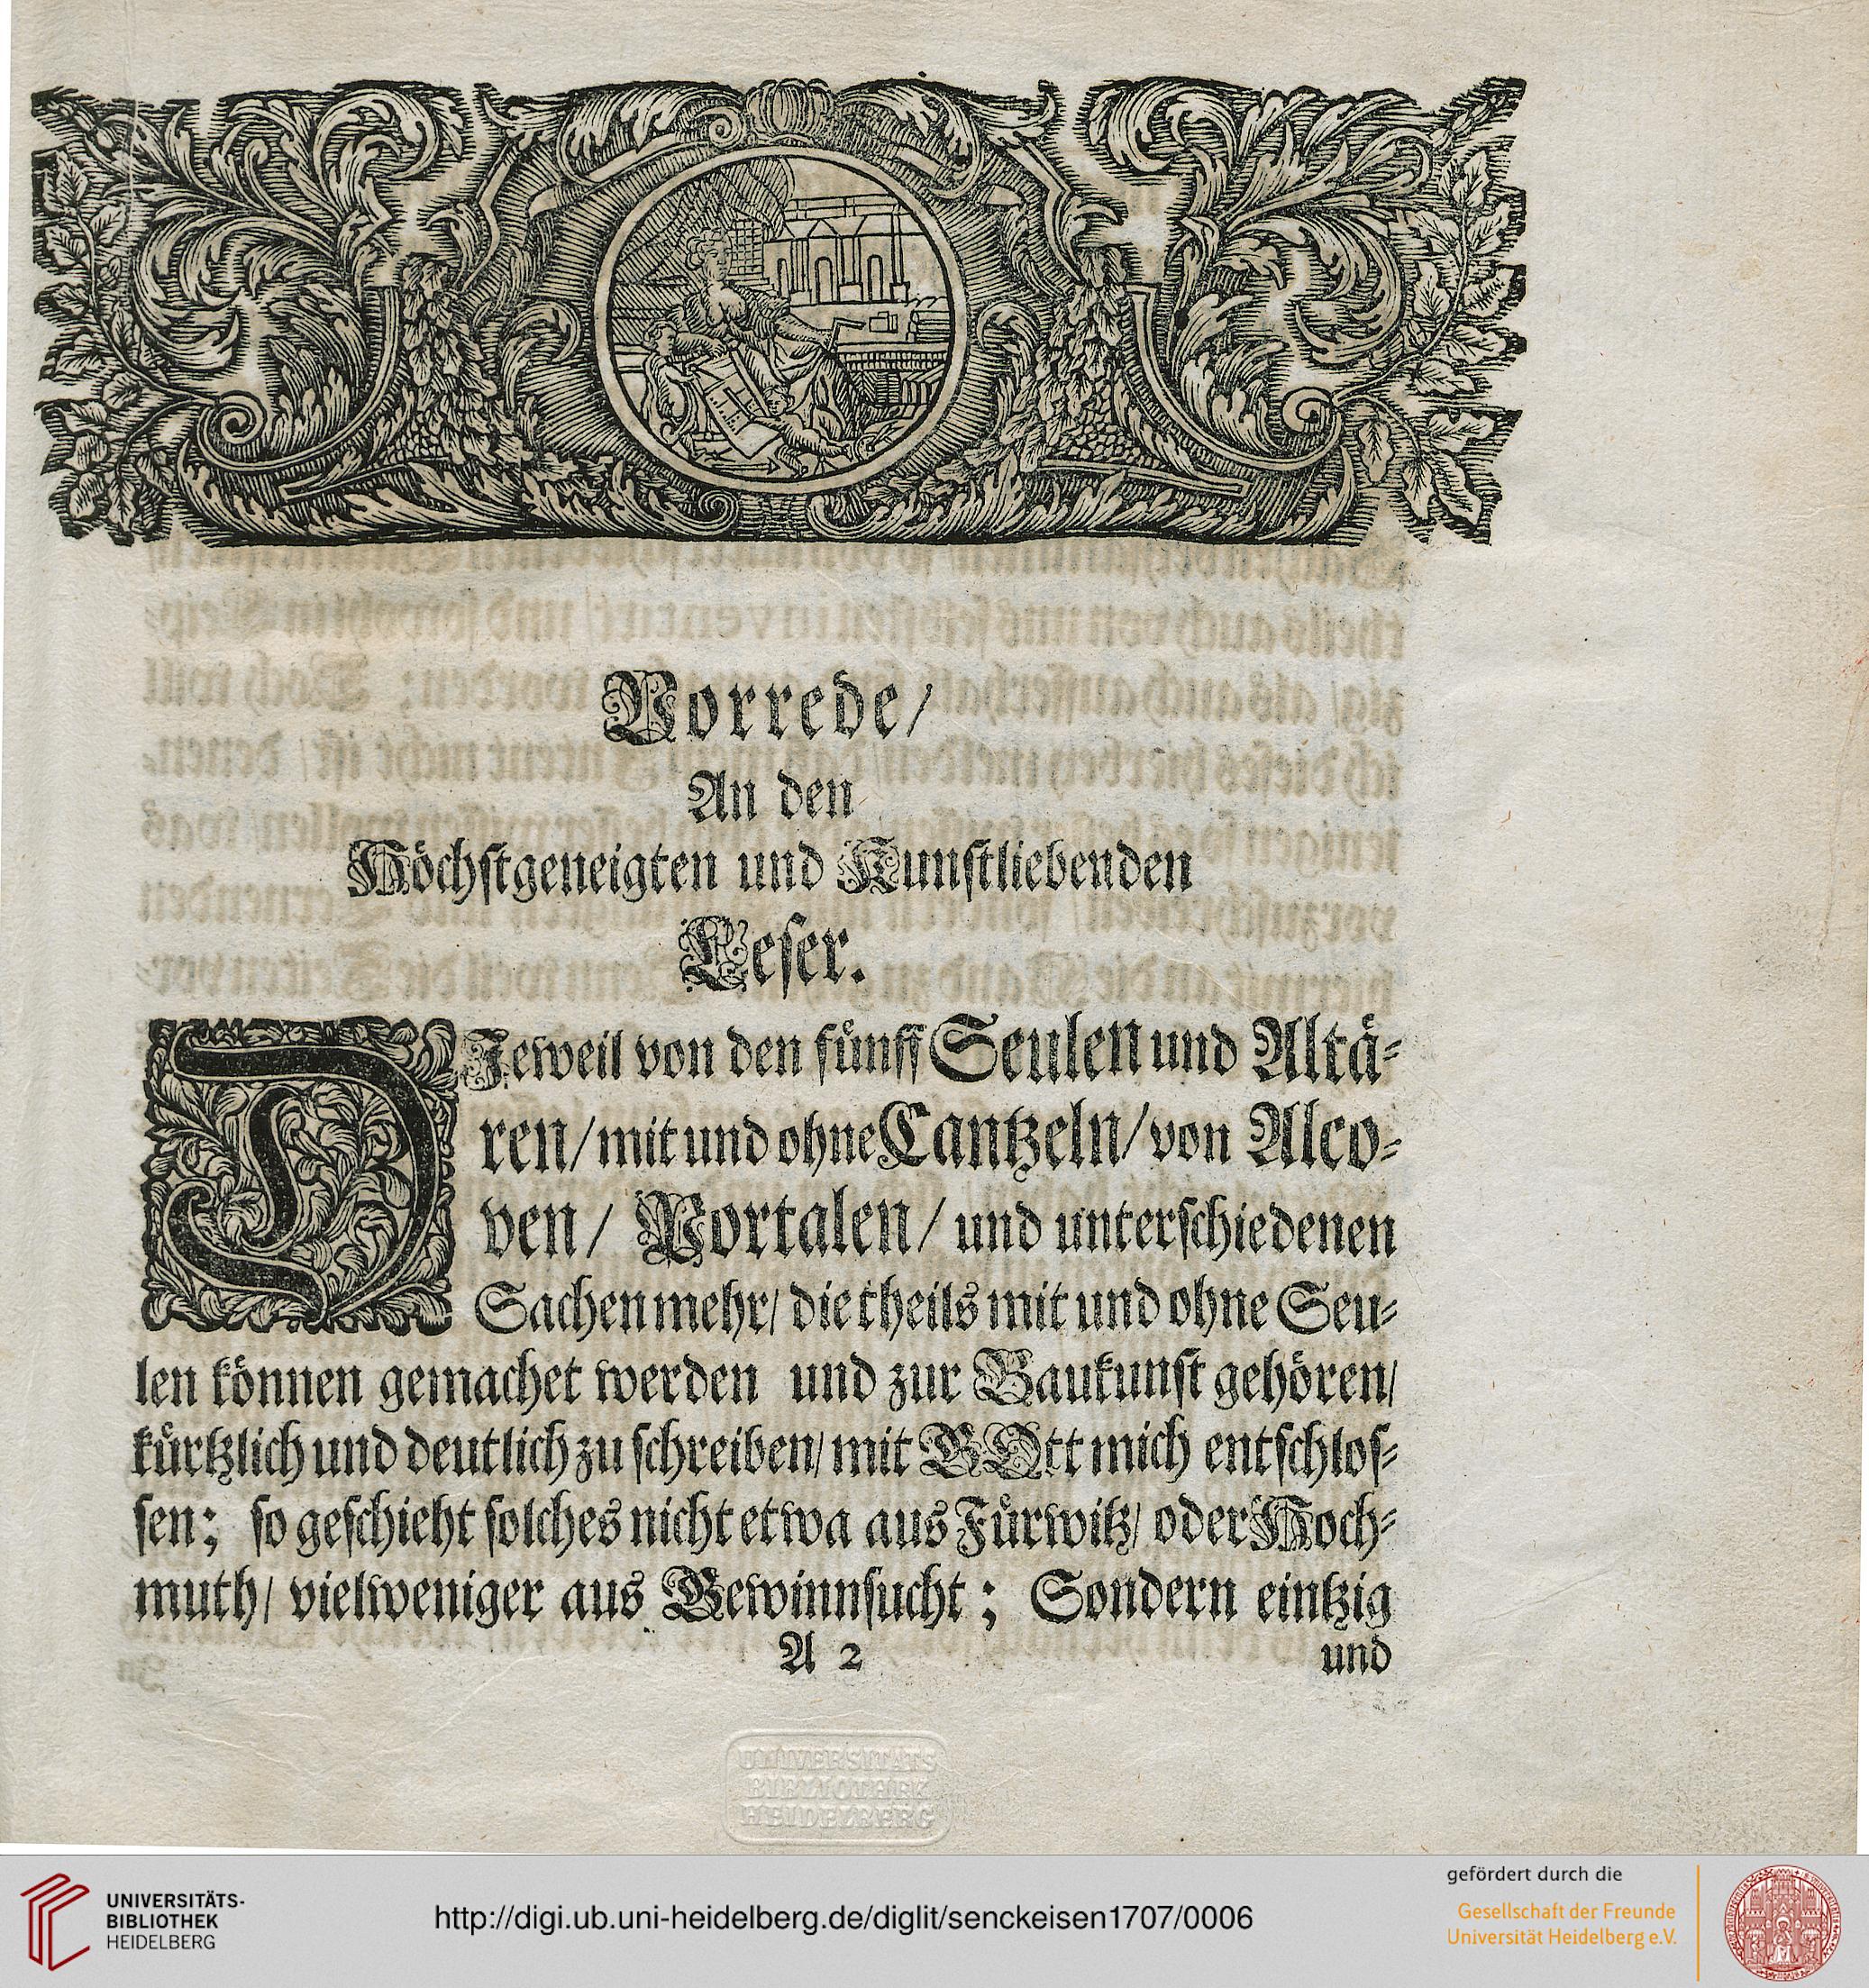 Vorrede/
An den
Höchstgeneigten und Kunstliebenden
Leser.
DJeweil von den fünff Seulen und Altä-
ren/ mit und ohne Cantzeln/ von Alco-
ven/ Portalen/ und unterschiedenen
Sachen mehr/ die theils mit und ohne Seu-
len können gemachet werden und zur Baukunst gehören/
kürtzlich und deutlich zu schreiben/ mit GOtt mich entschlos-
sen; so geschieht solches nicht etwa aus Fürwitz/ oder Hoch-
muth/ vielweniger aus Gewinnsucht; Sondern eintzig
A 2 und
UNIVERSITÄTS
BIBLIOTHEK
HEIDELBERG
UNIVERSITÄTS-
BIBLIOTHEK
HEIDELBERG
http://digi.ub.uni-heidelberg.de/diglit/senckeisen1707/0006
gefördert durch die
Gesellschaft der Freunde
Universität Heidelberg e.V.